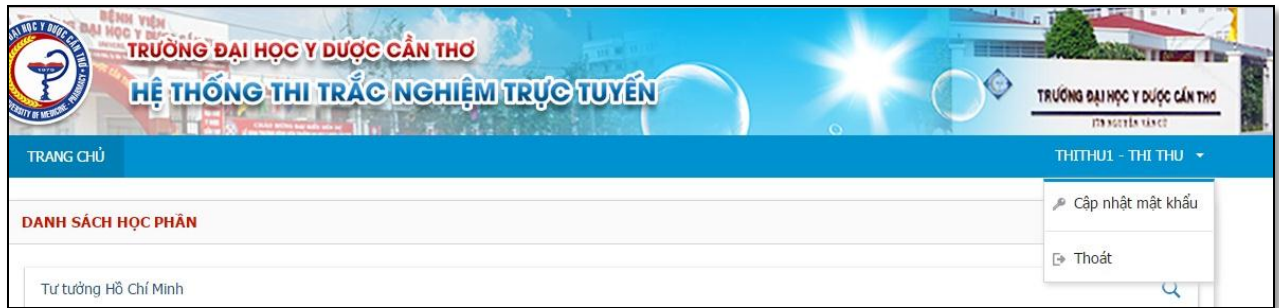 BỆNH VIỆN
TRƯỜNG ĐẠI HỌC Y DƯỢC CẦN THƠ
HỆ THỐNG THI TRẮC NGHIỆM TRỰC TUYẾN
TRƯỜNG ĐẠI HỌC Y DƯỢC CẦN THƠ
TRANG CHỦ
THITHU1 - THI THU
Cập nhật mật khẩu
DANH SÁCH HỌC PHẦN
Thoát
Tư tưởng Hồ Chí Minh